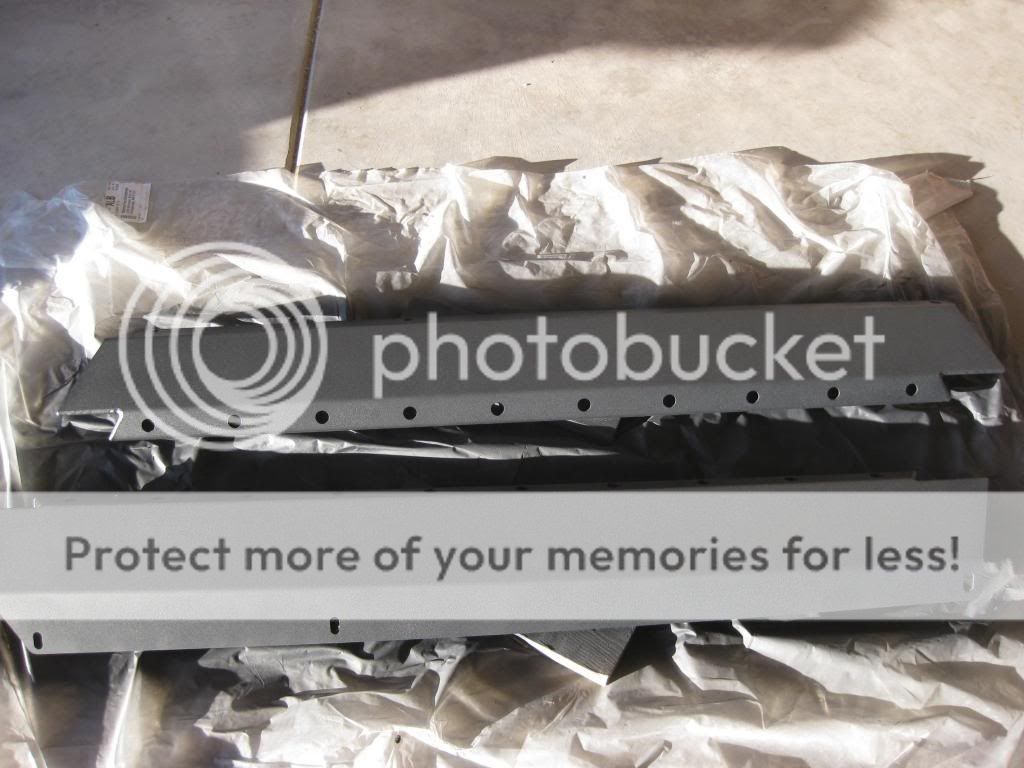 photobucket
Protect more of your memories for less!